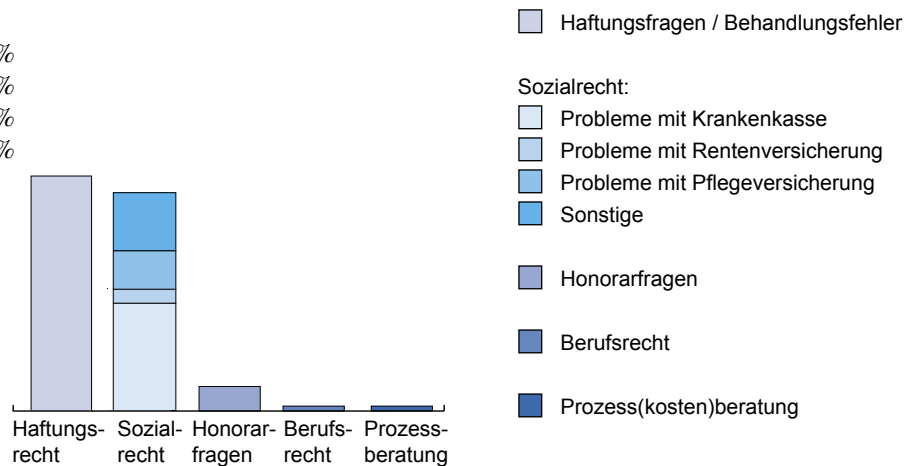 Haftungsfragen / Behandlungsfehler
%
%
%
%
Sozialrecht:
Probleme mit Krankenkasse
Probleme mit Rentenversicherung
Probleme mit Pflegeversicherung
Sonstige
Honorarfragen
Berufsrecht
Prozess(kosten)beratung
Haftungs-
recht
Sozial-
recht
Honorar-
fragen
Berufs-
recht
Prozess-
beratung